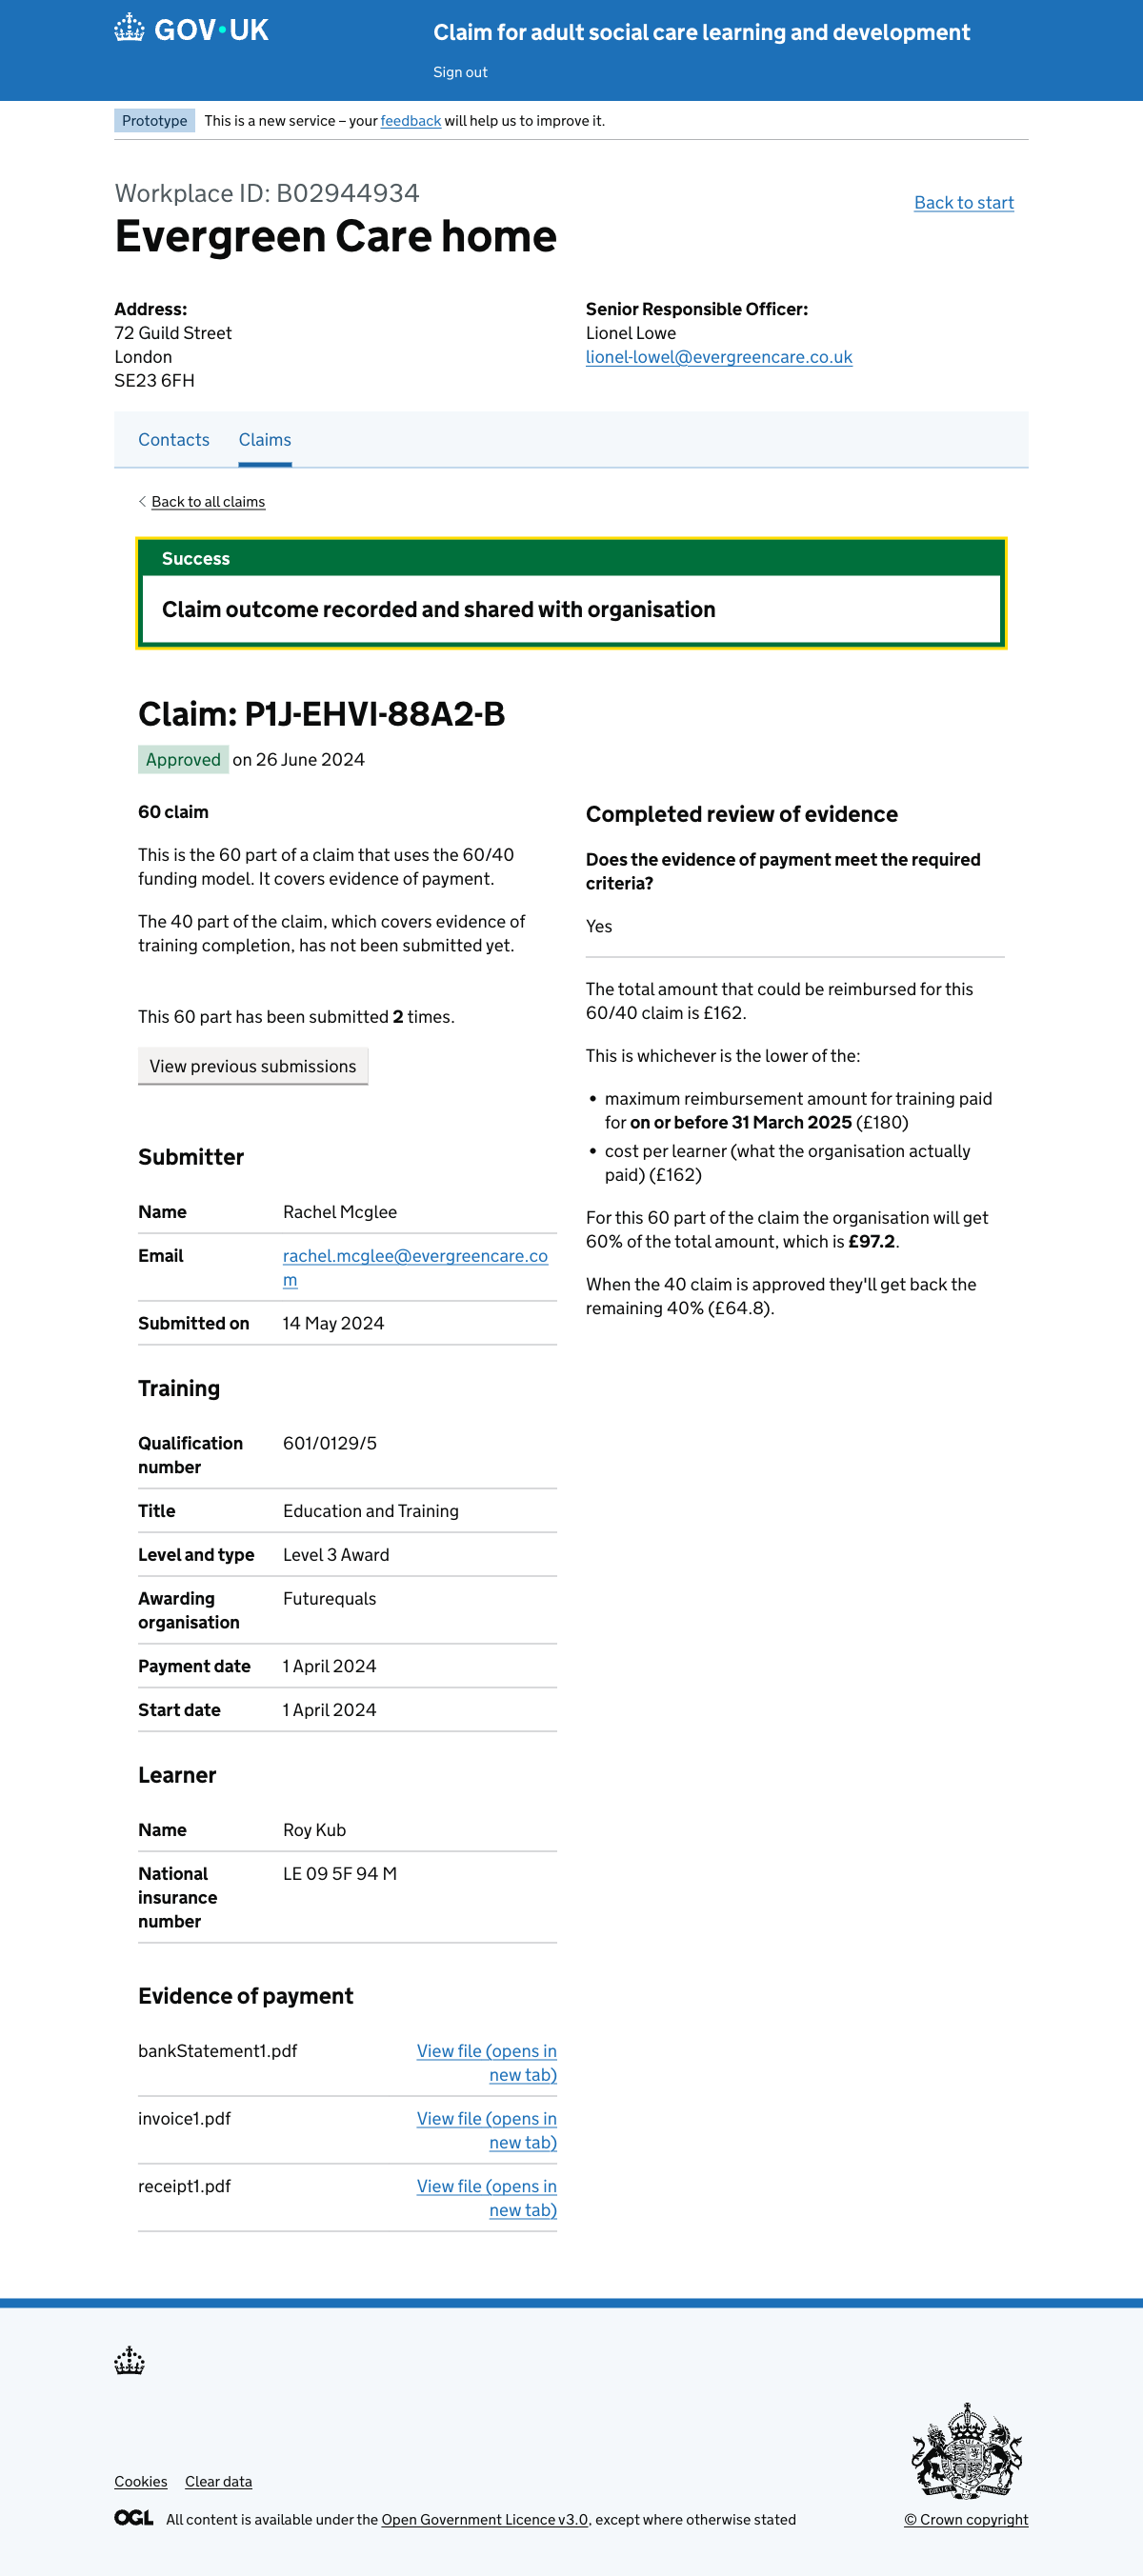 GOV·UK
Claim for adult social care learning and development
Sign out
Prototype This is a new service – your feedback will help us to improve it.
Workplace ID: B02944934
Evergreen Care home
Back to start
Address:
72 Guild Street
London
SE23 6FH
Senior Responsible Officer:
Lionel Lowe
lionel-lowel@evergreencare.co.uk
Contacts Claims
Back to all claims
Success
Claim outcome recorded and shared with organisation
Claim: P1J-EHVI-88A2-B
Approved on 26 June 2024
60 claim
This is the 60 part of a claim that uses the 60/40
funding model. It covers evidence of payment.
The 40 part of the claim, which covers evidence of
training completion, has not been submitted yet.
This 60 part has been submitted 2 times.
View previous submissions
Submitter
Name Rachel Mcglee
Email rachel.mcglee@evergreencare.co
m
Submitted on 14 May 2024
Training
Qualification 601/0129/5
number
Title Education and Training
Level and type Level 3 Award
Awarding Futurequals
organisation
Payment date 1 April 2024
Start date 1 April 2024
Learner
Name Roy Kub
National LE 09 5F 94 M
insurance
number
Evidence of payment
bankStatement1.pdf View file (opens in
new tab)
invoice1.pdf View file (opens in
new tab)
receipt1.pdf View file (opens in
new tab)
Completed review of evidence
Does the evidence of payment meet the required
criteria?
Yes
The total amount that could be reimbursed for this
60/40 claim is £162.
This is whichever is the lower of the:
• maximum reimbursement amount for training paid
for on or before 31 March 2025 (£180)
• cost per learner (what the organisation actually
paid) (£162)
For this 60 part of the claim the organisation will get
60% of the total amount, which is £97.2.
When the 40 claim is approved they'll get back the
remaining 40% (£64.8).
Cookies Clear data
OGL All content is available under the Open Government Licence v3.0, except where otherwise stated
© Crown copyright